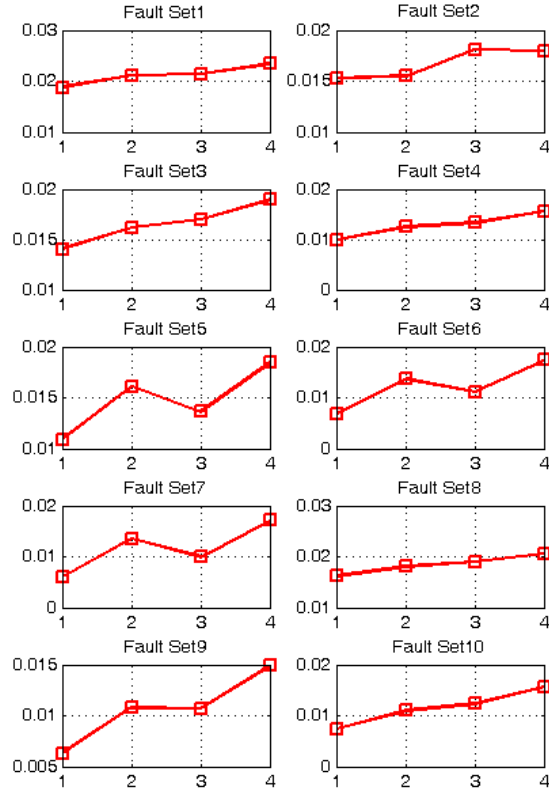 Fault Set1
0.03
0.02
0.01
1 2 3 4
Fault Set2
0.02
0.015
0.01
1 2 3 4
Fault Set3
0.02
0.015
0.01
1 2 3 4
Fault Set4
0.02
0.01
0
1 2 3 4
Fault Set5
0.02
0.015
0.01
1 2 3 4
Fault Set6
0.02
0.01
0
1 2 3 4
Fault Set7
0.02
0.01
0
1 2 3 4
Fault Set8
0.03
0.02
0.01
1 2 3 4
Fault Set9
0.015
0.01
0.005
1 2 3 4
Fault Set10
0.02
0.01
0
1 2 3 4